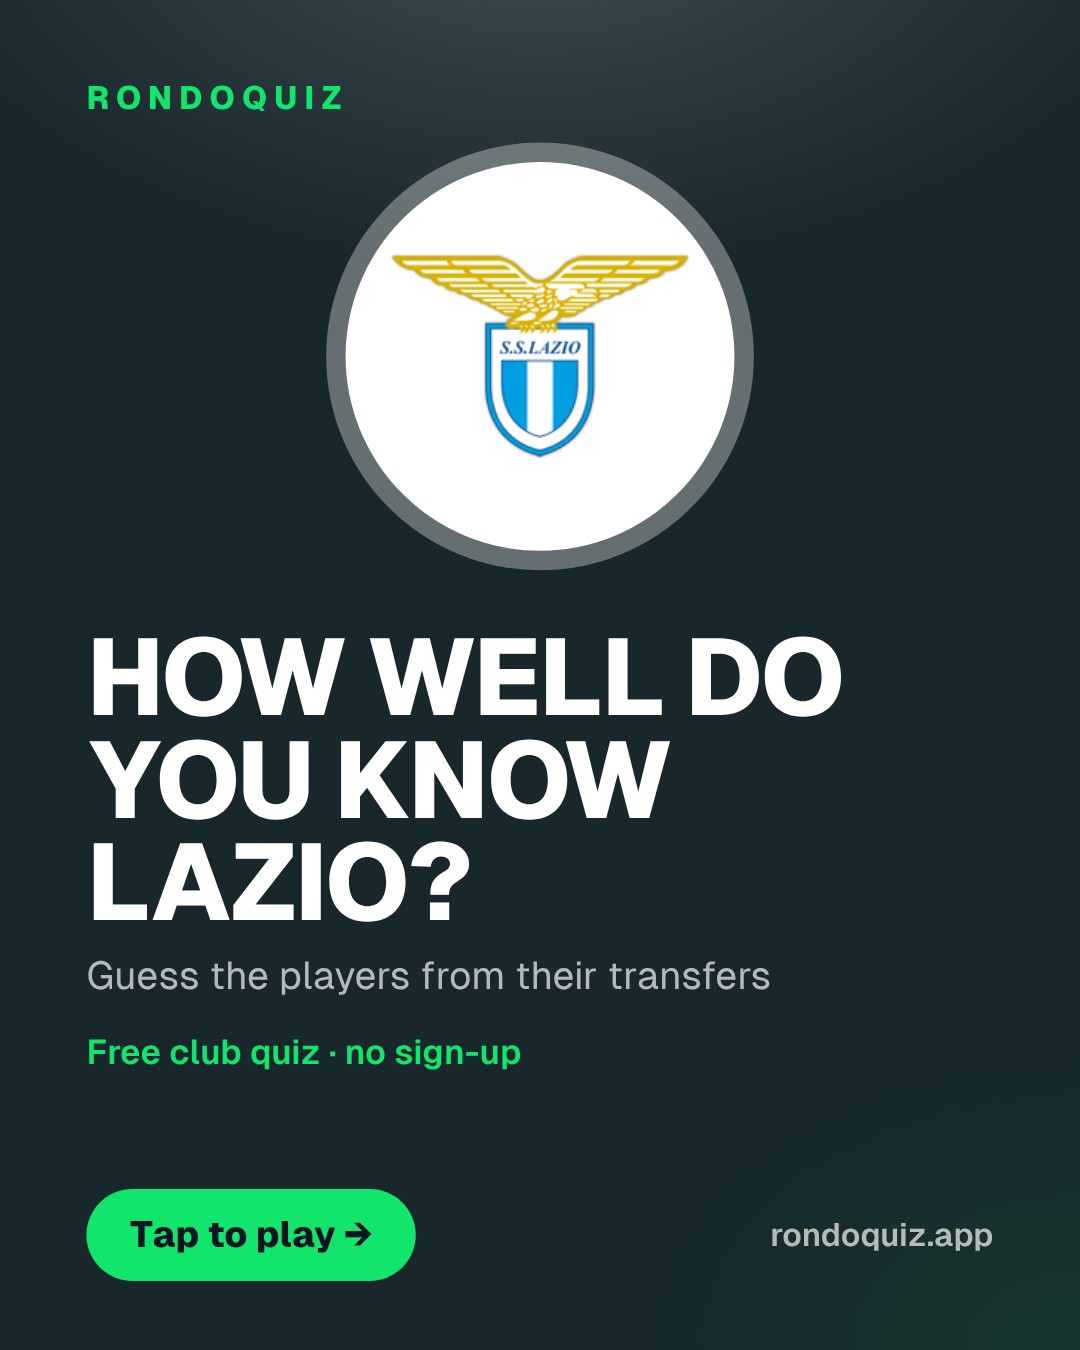 RONDOQUIZ
S.S.LAZIO
HOW WELL DO
YOU KNOW
LAZIO?
Guess the players from their transfers
Free club quiz · no sign-up
Tap to play →
rondoquiz.app